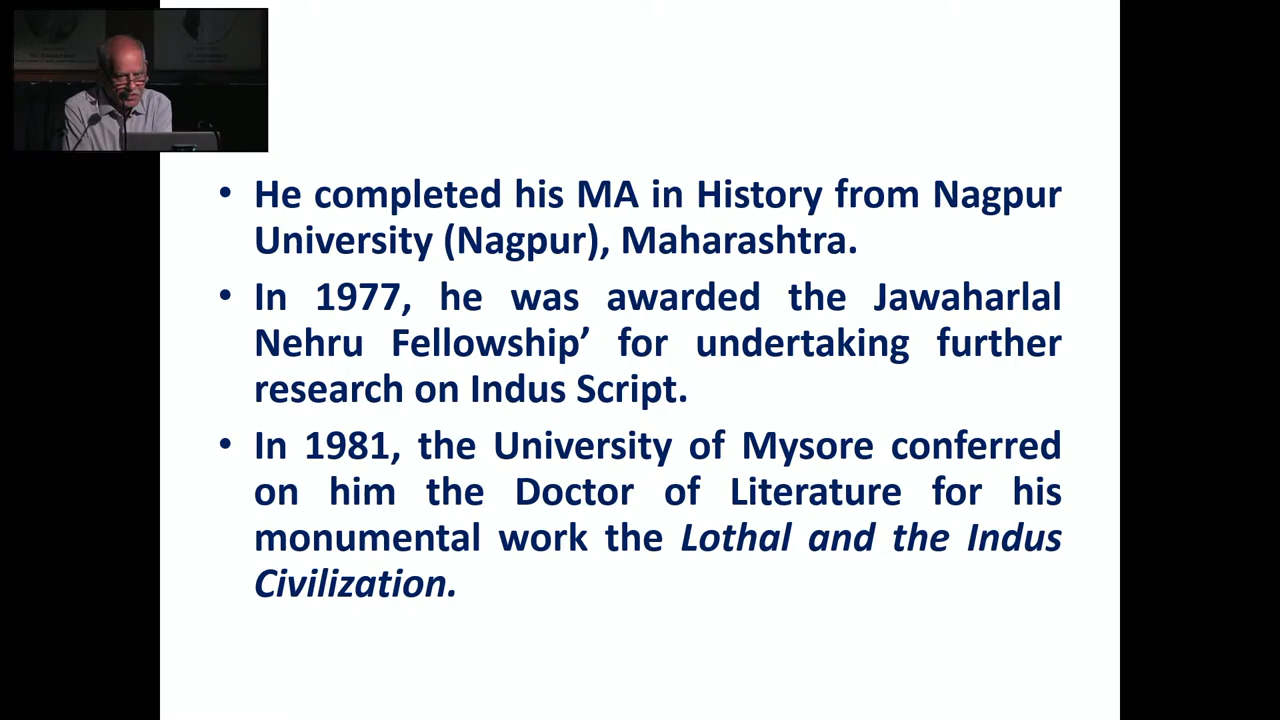 • He completed his MA in History from Nagpur
University (Nagpur), Maharashtra.
• In 1977, he was awarded the Jawaharlal
Nehru Fellowship’ for undertaking further
research on Indus Script.
• In 1981, the University of Mysore conferred
on him the Doctor of Literature for his
monumental work the Lothal and the Indus
Civilization.